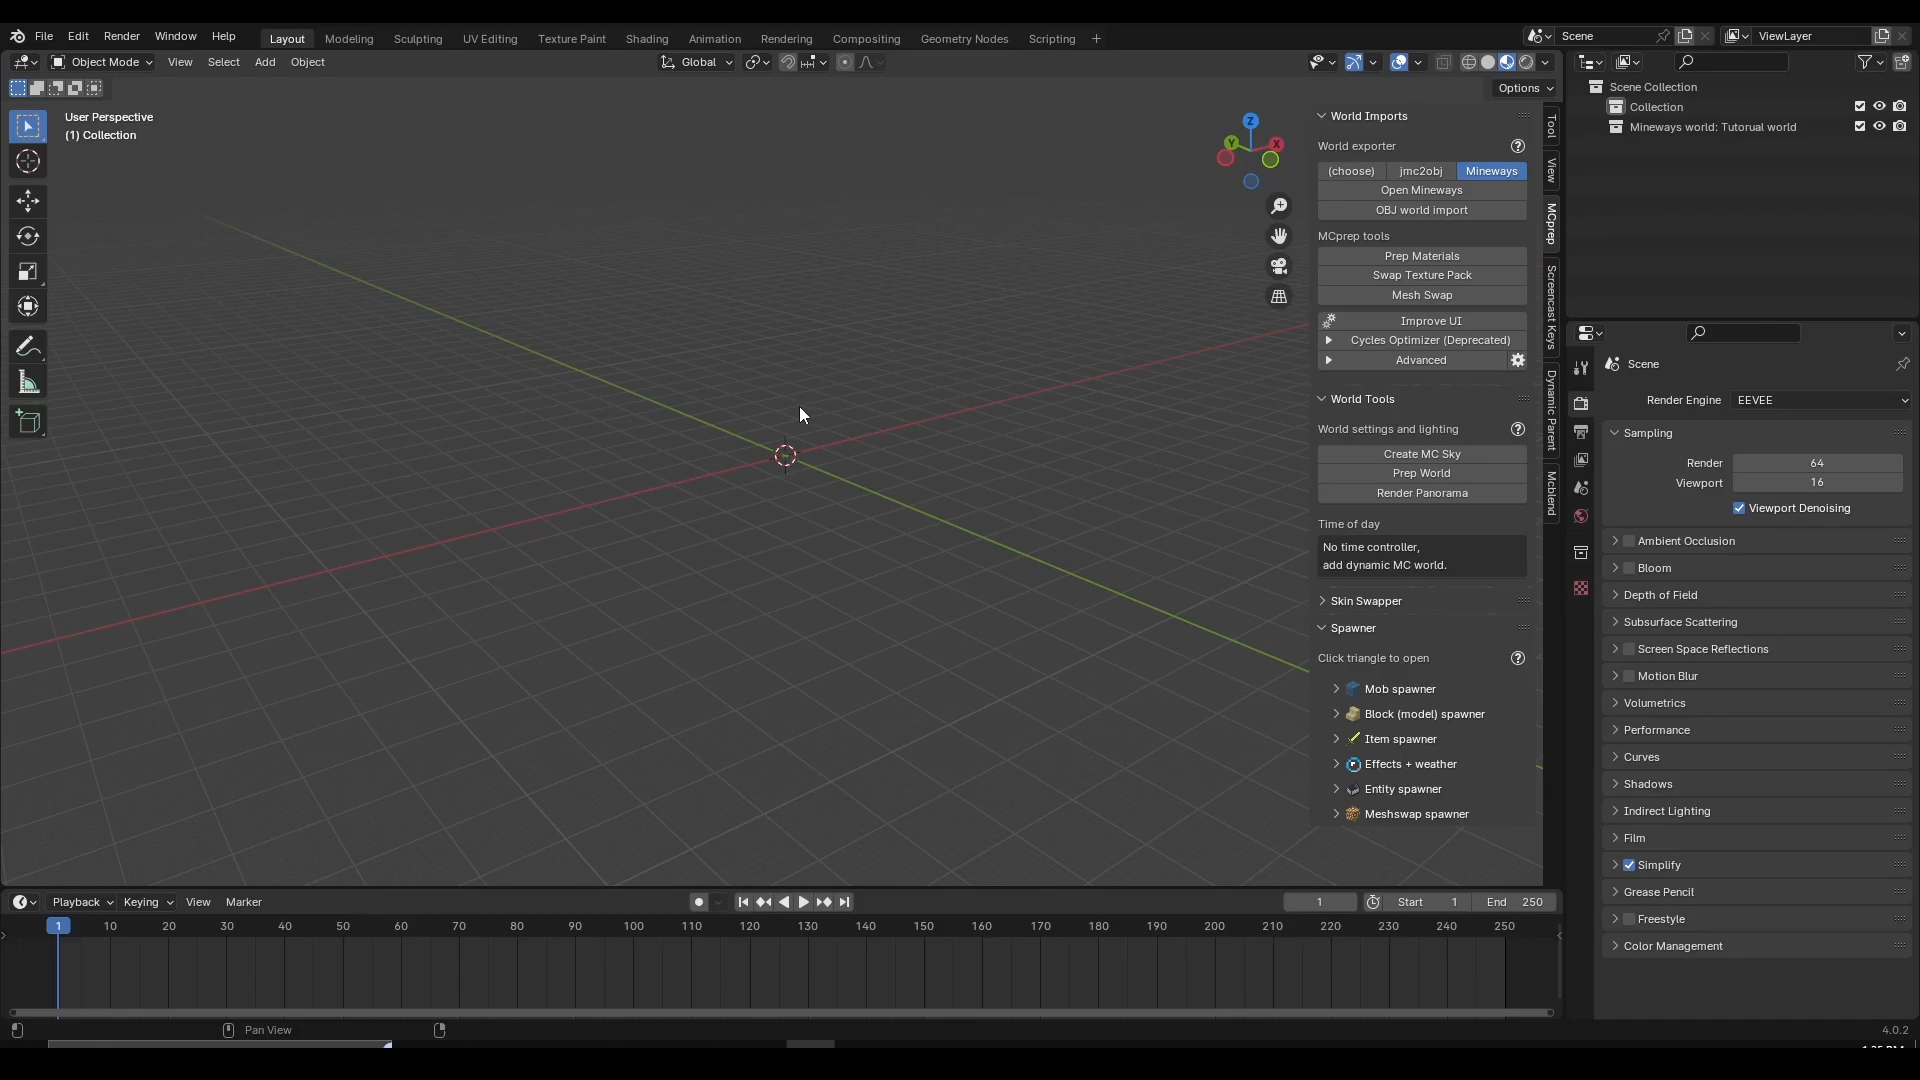 File Edit Render Window Help Layout Modeling Sculpting UV Editing Texture Paint Shading Animation Rendering Compositing Geometry Nodes Scripting + Scene ViewLayer
Object Mode View Select Add Object Global
Options
User Perspective
(1) Collection
Z
Y
X
World Imports
World exporter
(choose) jmc2obj Mineways
Open Mineways
OBJ world import
MCprep tools
Prep Materials
Swap Texture Pack
Mesh Swap
Improve UI
Cycles Optimizer (Deprecated)
Advanced
World Tools
World settings and lighting
Create MC Sky
Prep World
Render Panorama
Time of day
No time controller,
add dynamic MC world.
Skin Swapper
Spawner
Click triangle to open
Mob spawner
Block (model) spawner
Item spawner
Effects + weather
Entity spawner
Meshswap spawner
Tool
View
MCprep
Screencast Keys
Dynamic Parent
Mcblend
Scene Collection
Collection
Mineways world: Tutorual world
Scene
Render Engine EEVEE
Sampling
Render 64
Viewport 16
Viewport Denoising
Ambient Occlusion
Bloom
Depth of Field
Subsurface Scattering
Screen Space Reflections
Motion Blur
Volumetrics
Performance
Curves
Shadows
Indirect Lighting
Film
Simplify
Grease Pencil
Freestyle
Color Management
Playback Keying View Marker 1 Start 1 End 250
1 10 20 30 40 50 60 70 80 90 100 110 120 130 140 150 160 170 180 190 200 210 220 230 240 250
Pan View 4.0.2